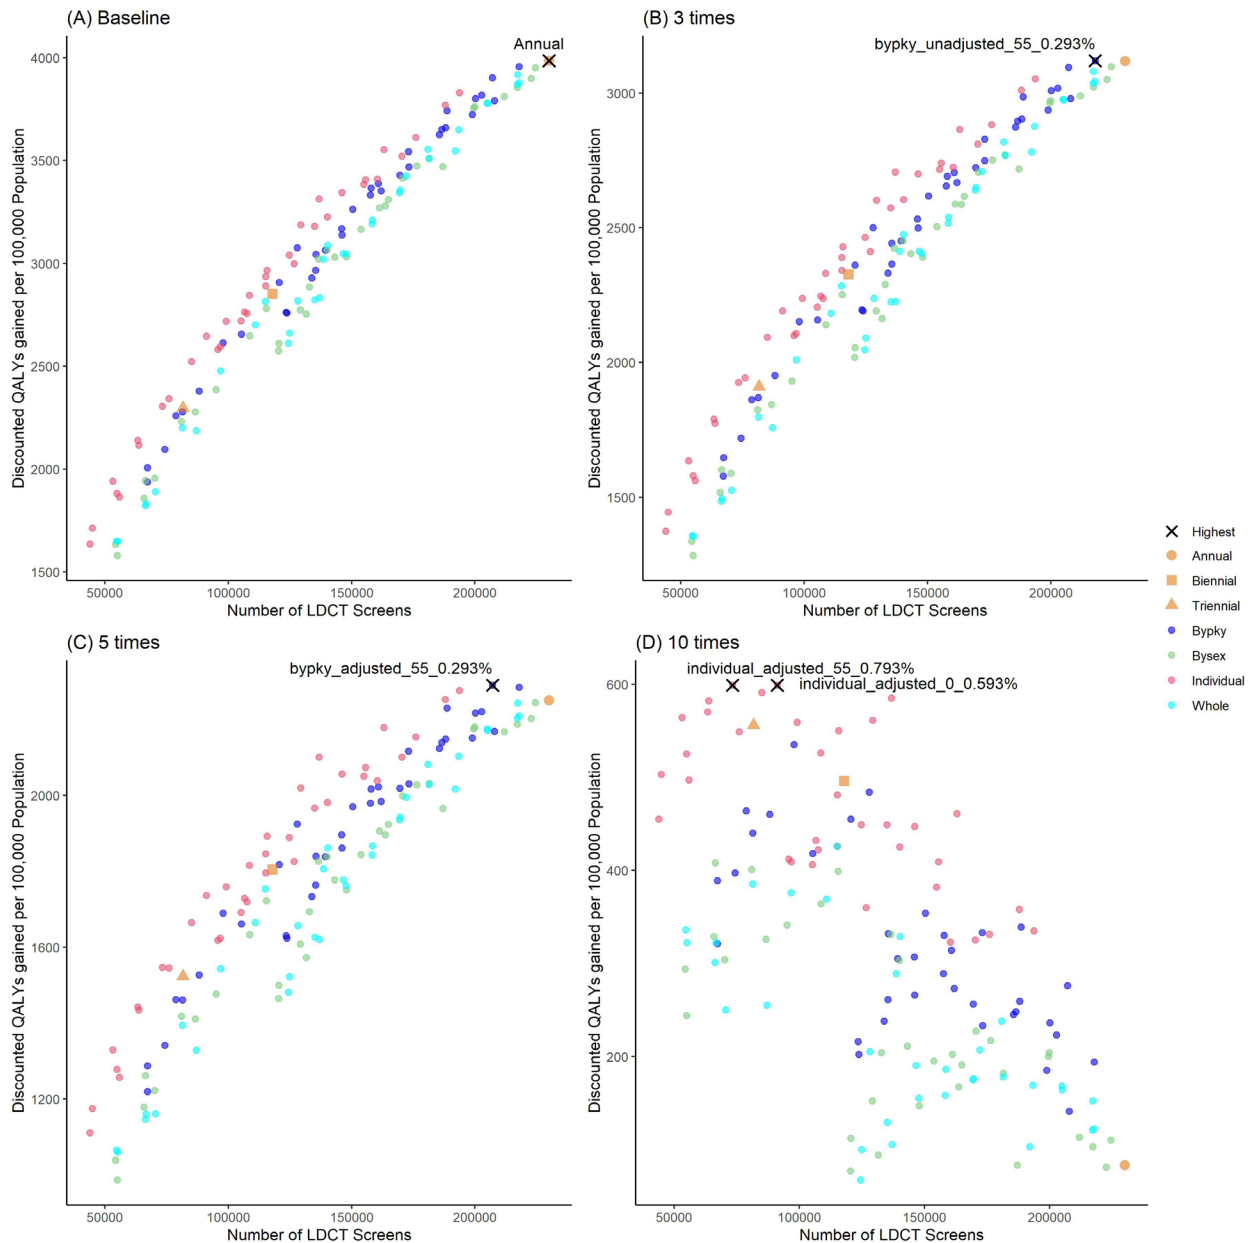 (A) Baseline
Annual
4000
3500
3000
2500
2000
1500
50000 100000 150000 200000
Number of LDCT Screens
Discounted QALYs gained per 100,000 Population
(B) 3 times
bypky_unadjusted_55_0.293%
3000
2500
2000
1500
50000 100000 150000 200000
Number of LDCT Screens
Discounted QALYs gained per 100,000 Population
Highest
Annual
Biennial
Triennial
Bypky
Bysex
Individual
Whole
(C) 5 times
bypky_adjusted_55_0.293%
2000
1600
1200
50000 100000 150000 200000
Number of LDCT Screens
Discounted QALYs gained per 100,000 Population
(D) 10 times
individual_adjusted_55_0.793%
individual_adjusted_0_0.593%
600
400
200
50000 100000 150000 200000
Number of LDCT Screens
Discounted QALYs gained per 100,000 Population